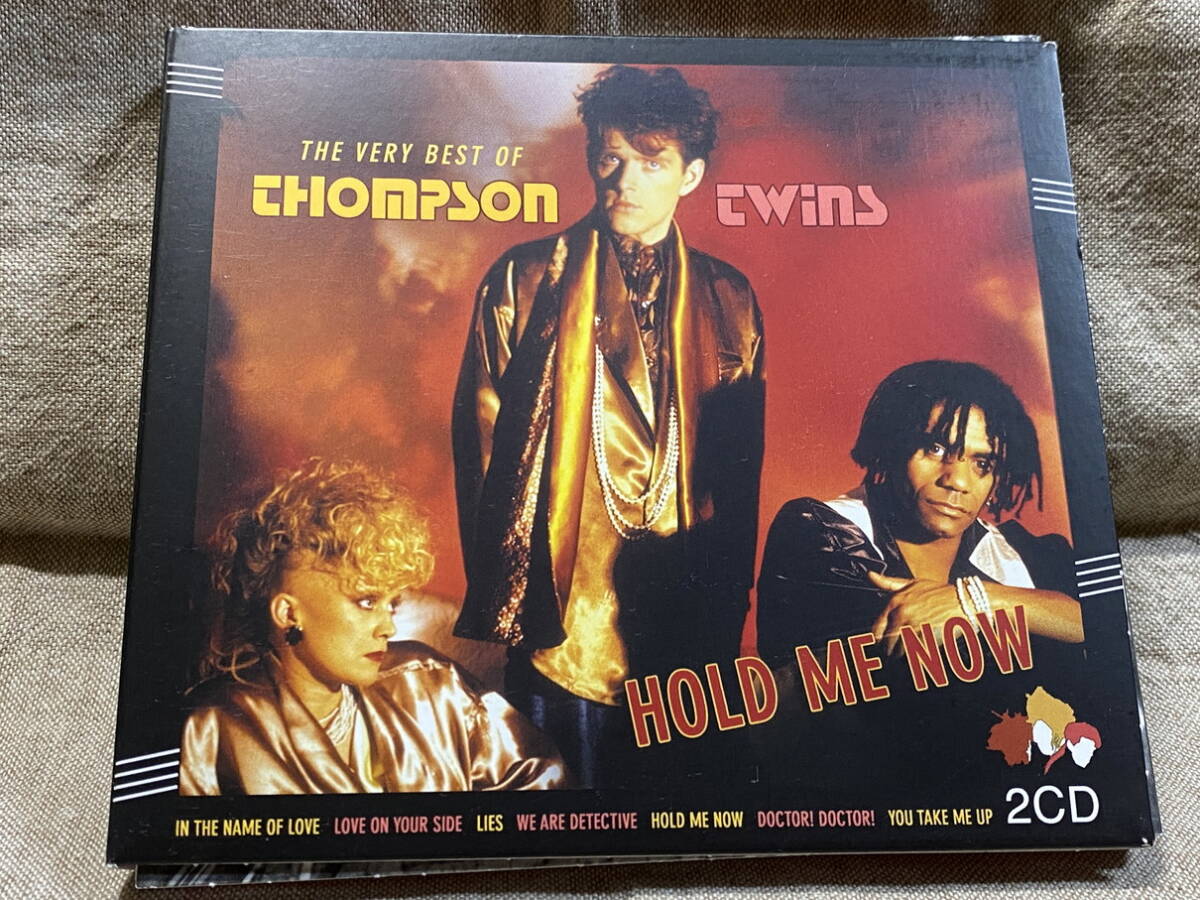 THE VERY BEST OF
THOMPSON TWINS
HOLD ME NOW
IN THE NAME OF LOVE LOVE ON YOUR SIDE LIES WE ARE DETECTIVE HOLD ME NOW DOCTOR! DOCTOR! YOU TAKE ME UP 2CD